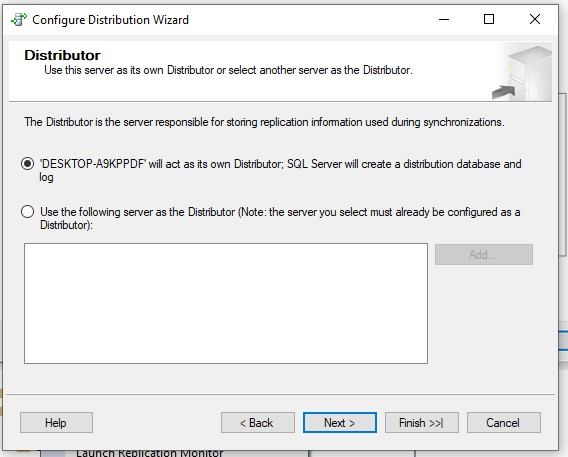 Configure Distribution Wizard
Distributor
Use this server as its own Distributor or select another server as the Distributor.
The Distributor is the server responsible for storing replication information used during synchronizations.
'DESKTOP-A9KPPDF' will act as its own Distributor; SQL Server will create a distribution database and
log
Use the following server as the Distributor (Note: the server you select must already be configured as a
Distributor):
Add...
Help
< Back
Next >
Finish >>|
Cancel
Launch Replication Monitor